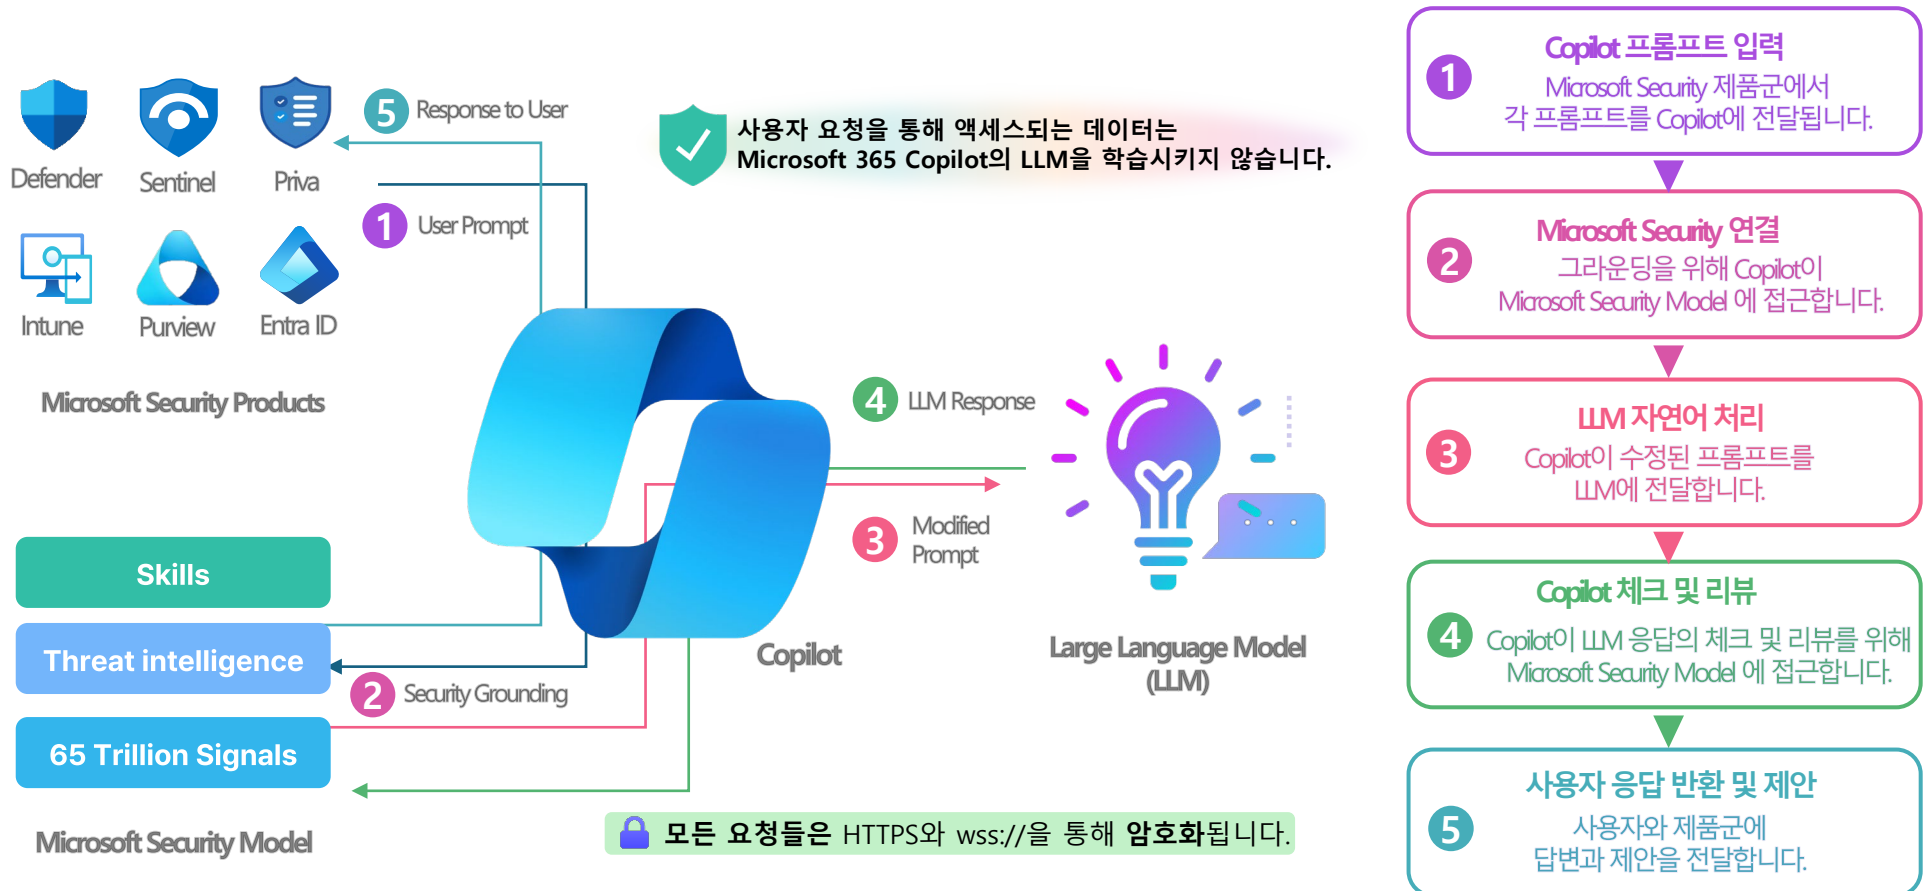 Defender
Sentinel
Priva
Intune
Purview
Entra ID
Microsoft Security Products
5
Response to User
1
User Prompt
사용자 요청을 통해 액세스되는 데이터는
Microsoft 365 Copilot의 LLM을 학습시키지 않습니다.
4
LLM Response
3
Modified
Prompt
Copilot
Large Language Model
(LLM)
Skills
Threat intelligence
65 Trillion Signals
2
Security Grounding
Microsoft Security Model
모든 요청들은 HTTPS와 wss://을 통해 암호화됩니다.
1
Copilot 프롬프트 입력
Microsoft Security 제품군에서
각 프롬프트를 Copilot에 전달됩니다.
2
Microsoft Security 연결
그라운딩을 위해 Copilot이
Microsoft Security Model 에 접근합니다.
3
LLM 자연어 처리
Copilot이 수정된 프롬프트를
LLM에 전달합니다.
4
Copilot 체크 및 리뷰
Copilot이 LLM 응답의 체크 및 리뷰를 위해
Microsoft Security Model 에 접근합니다.
5
사용자 응답 반환 및 제안
사용자와 제품군에
답변과 제안을 전달합니다.